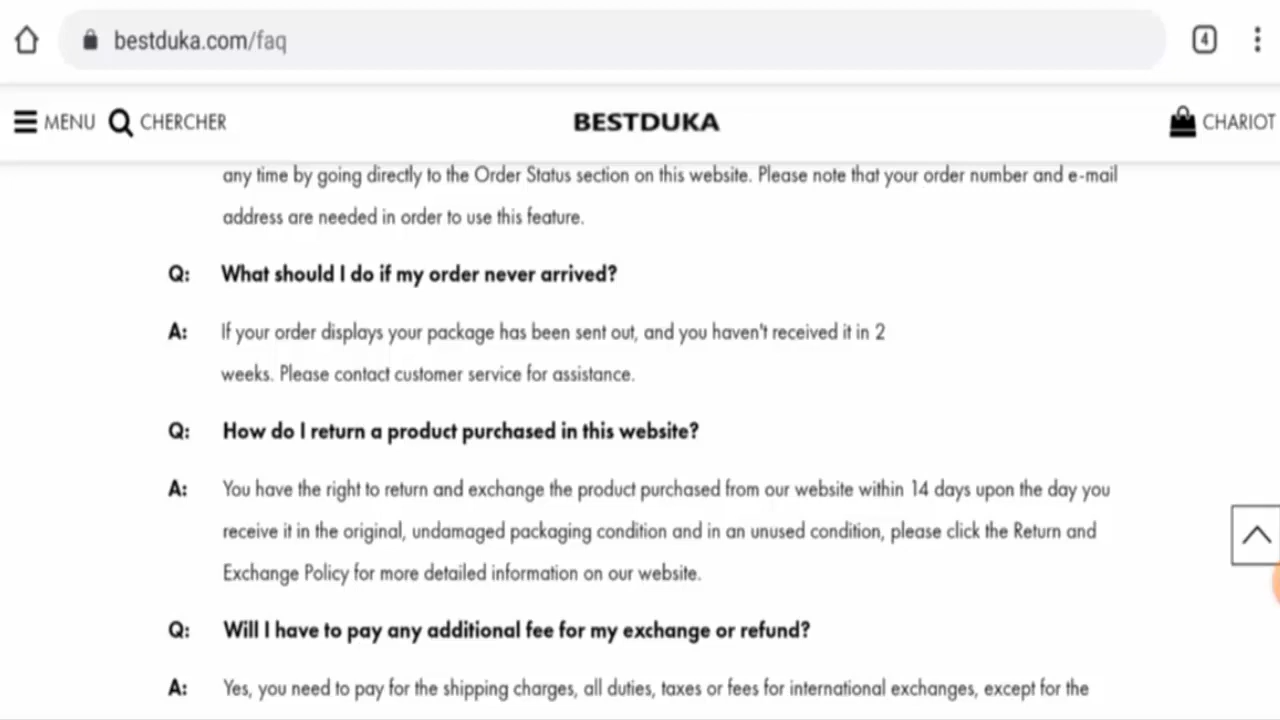 bestduka.com/faq
4
MENU CHERCHER BESTDUKA CHARIOT
any time by going directly to the Order Status section on this website. Please note that your order number and e-mail
address are needed in order to use this feature.
Q: What should I do if my order never arrived?
A: If your order displays your package has been sent out, and you haven't received it in 2
weeks. Please contact customer service for assistance.
Q: How do I return a product purchased in this website?
A: You have the right to return and exchange the product purchased from our website within 14 days upon the day you
receive it in the original, undamaged packaging condition and in an unused condition, please click the Return and
Exchange Policy for more detailed information on our website.
Q: Will I have to pay any additional fee for my exchange or refund?
A: Yes, you need to pay for the shipping charges, all duties, taxes or fees for international exchanges, except for the